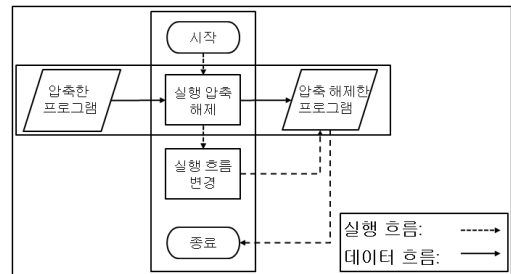 시작
압축한
프로그램
실행 압축
해제
압축 해제한
프로그램
실행 흐름
변경
종료
실행 흐름:
데이터 흐름: